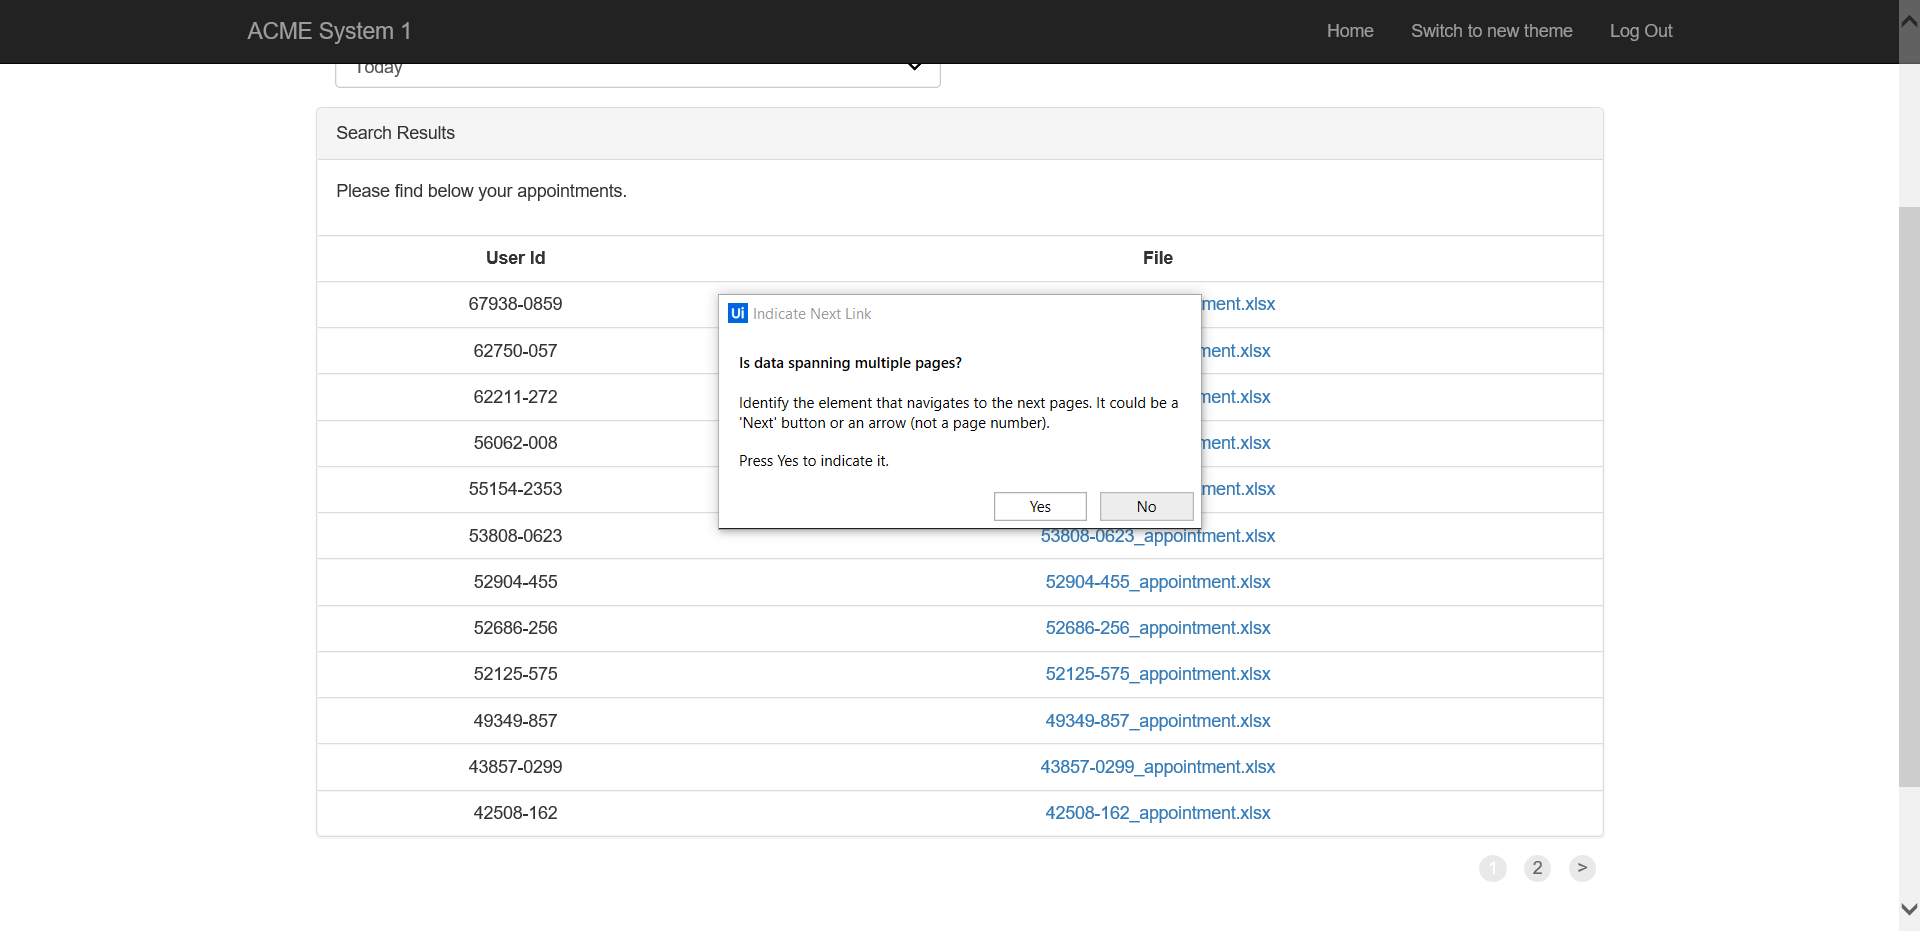 ACME System 1
Home
Switch to new theme
Log Out
Today
Search Results
Please find below your appointments.
User Id
File
67938-0859
ment.xlsx
62750-057
ment.xlsx
62211-272
ment.xlsx
56062-008
ment.xlsx
55154-2353
ment.xlsx
53808-0623
53808-0623_appointment.xlsx
52904-455
52904-455_appointment.xlsx
52686-256
52686-256_appointment.xlsx
52125-575
52125-575_appointment.xlsx
49349-857
49349-857_appointment.xlsx
43857-0299
43857-0299_appointment.xlsx
42508-162
42508-162_appointment.xlsx
Ui Indicate Next Link
Is data spanning multiple pages?
Identify the element that navigates to the next pages. It could be a
'Next' button or an arrow (not a page number).
Press Yes to indicate it.
Yes
No
1 2 >